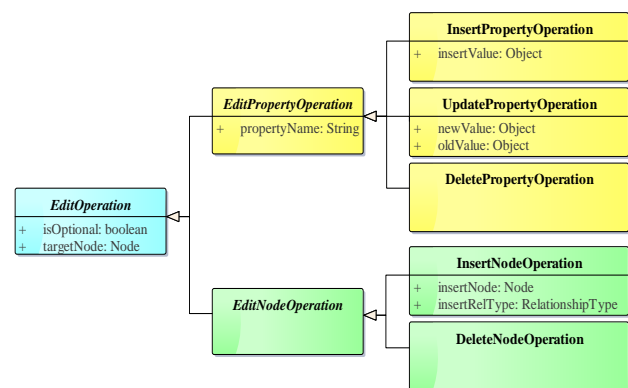 InsertPropertyOperation
+ insertValue: Object
EditPropertyOperation
+ propertyName: String
UpdatePropertyOperation
+ newValue: Object
+ oldValue: Object
DeletePropertyOperation
EditOperation
+ isOptional: boolean
+ targetNode: Node
InsertNodeOperation
+ insertNode: Node
+ insertRelType: RelationshipType
EditNodeOperation
DeleteNodeOperation